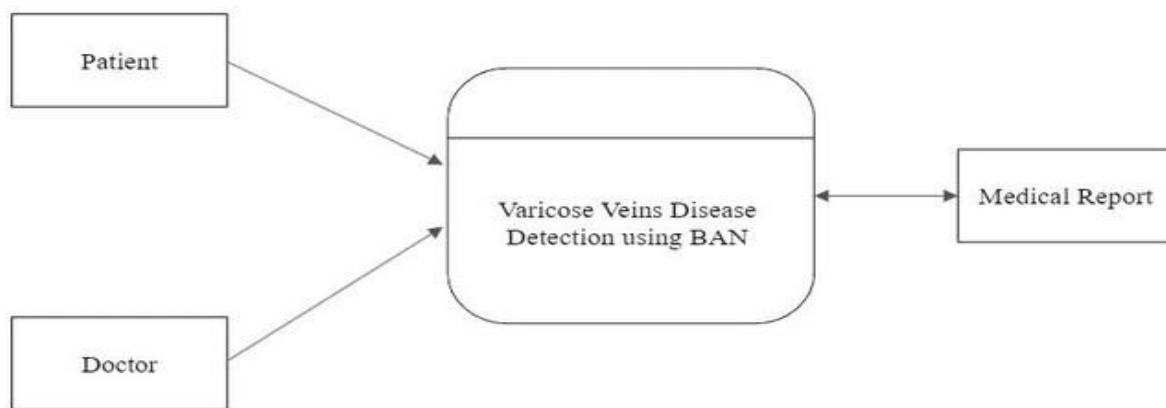 Patient
Varicose Veins Disease
Detection using BAN
Medical Report
Doctor